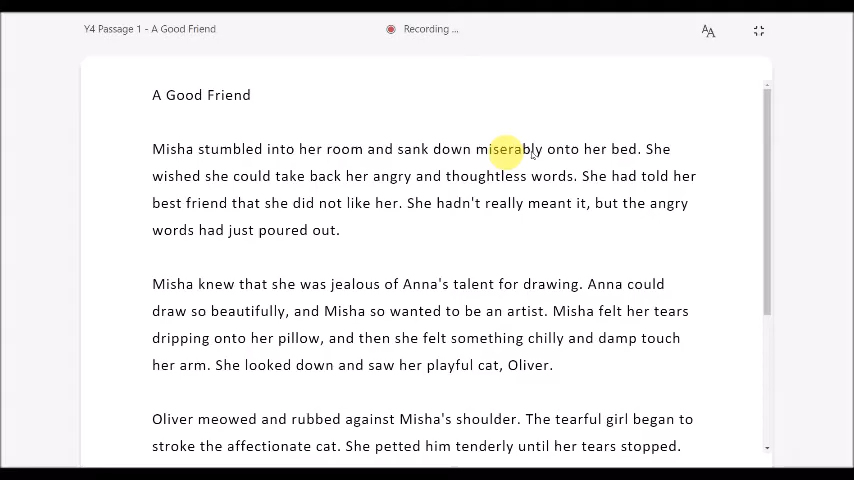 Y4 Passage 1 - A Good Friend
Recording ...
AA
A Good Friend
Misha stumbled into her room and sank down miserably onto her bed. She
wished she could take back her angry and thoughtless words. She had told her
best friend that she did not like her. She hadn't really meant it, but the angry
words had just poured out.
Misha knew that she was jealous of Anna's talent for drawing. Anna could
draw so beautifully, and Misha so wanted to be an artist. Misha felt her tears
dripping onto her pillow, and then she felt something chilly and damp touch
her arm. She looked down and saw her playful cat, Oliver.
Oliver meowed and rubbed against Misha's shoulder. The tearful girl began to
stroke the affectionate cat. She petted him tenderly until her tears stopped.